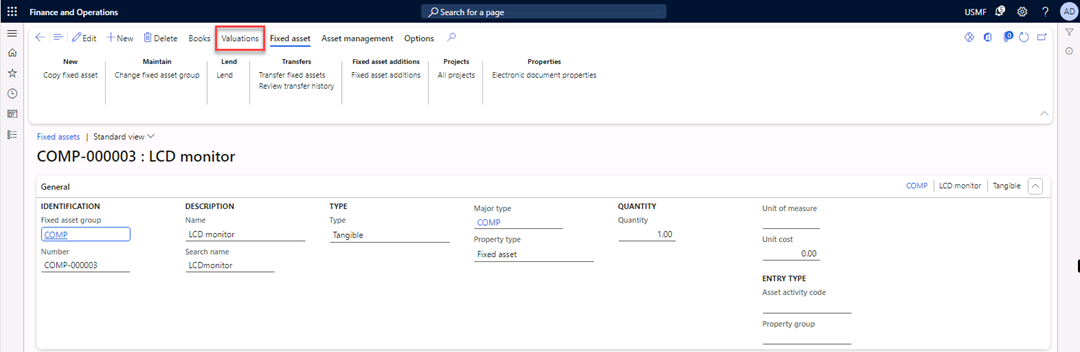 Finance and Operations Search for a page USMF 5 ? AD
Edit New Delete Books Valuations Fixed asset Asset management Options 0
New Maintain Lend Transfers Fixed asset additions Projects Properties
Copy fixed asset Change fixed asset group Lend Transfer fixed assets Fixed asset additions All projects Electronic document properties
Review transfer history
Fixed assets | Standard view
COMP-000003 : LCD monitor
General COMP LCD monitor Tangible
IDENTIFICATION DESCRIPTION TYPE Major type QUANTITY Unit of measure
Fixed asset group Name Type COMP Quantity
COMP LCD monitor Tangible Property type 1.00 Unit cost
Number Search name Fixed asset 0.00
COMP-000003 LCDmonitor
ENTRY TYPE
Asset activity code
Property group